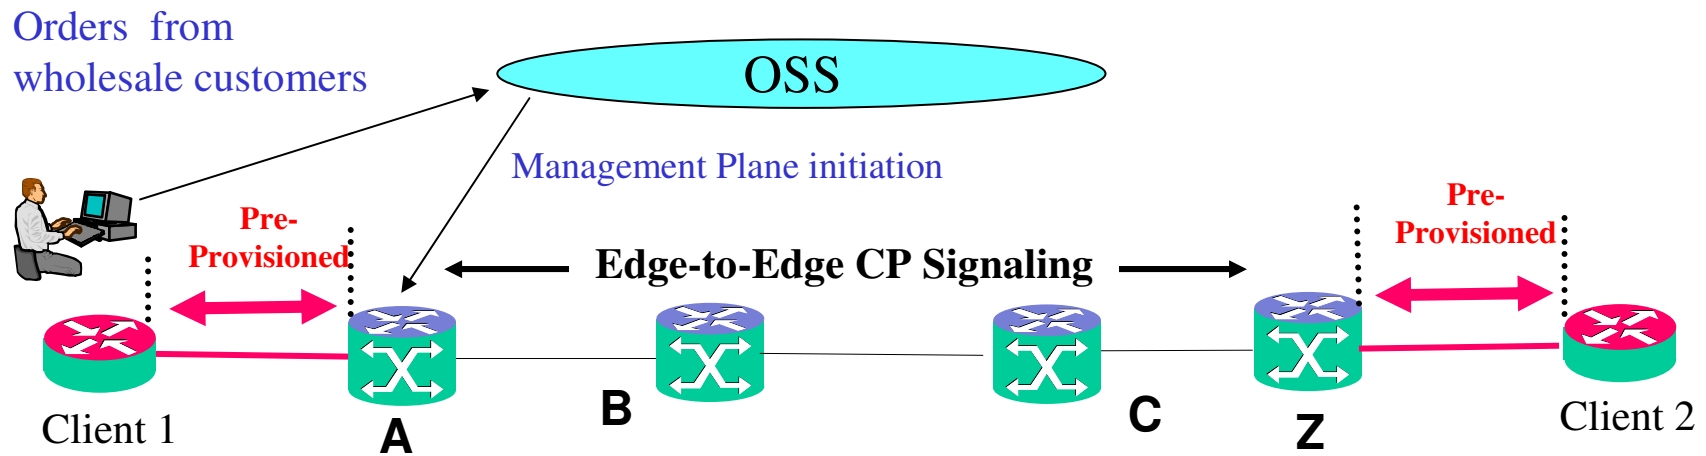 Orders from
wholesale customers
OSS
Management Plane initiation
Pre-
Provisioned
Pre-
Provisioned
Edge-to-Edge CP Signaling
Client 1
A
B
C
Z
Client 2